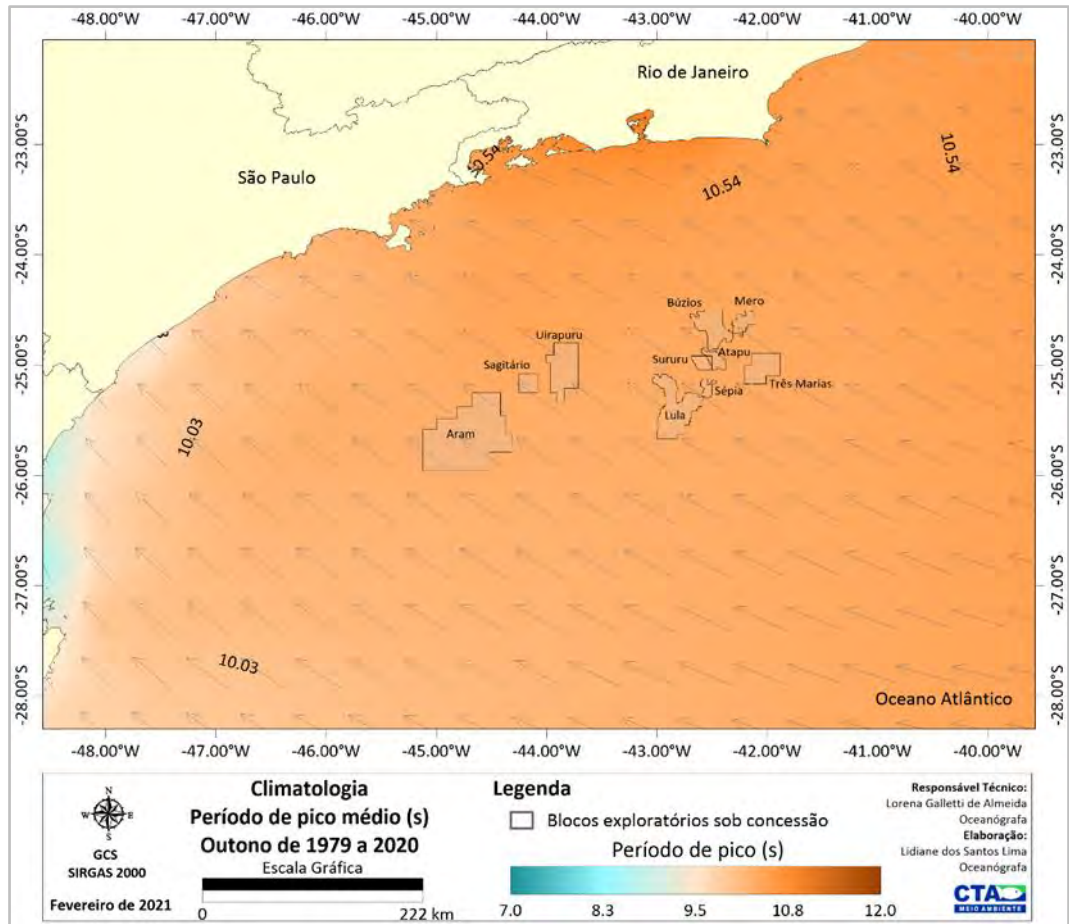 -48.00°W -47.00°W -46.00°W -45.00°W -44.00°W -43.00°W -42.00°W -41.00°W -40.00°W
Rio de Janeiro
-23.00°S
-23.00°S
10.54
São Paulo
10.54
10.54
-24.00°S
-24.00°S
Búzios
Mero
Uirapuru
-25.00°S
-25.00°S
Sagitário
Sururu
Atapu
Três Marias
Sépia
Lula
Aram
10.03
-26.00°S
-26.00°S
-27.00°S
-27.00°S
10.03
-28.00°S
-28.00°S
Oceano Atlântico
-48.00°W -47.00°W -46.00°W -45.00°W -44.00°W -43.00°W -42.00°W -41.00°W -40.00°W
N
W E
S
GCS
SIRGAS 2000
Fevereiro de 2021
Climatologia
Período de pico médio (s)
Outono de 1979 a 2020
Escala Gráfica
0 222 km
Legenda
Blocos exploratórios sob concessão
Período de pico (s)
7.0 8.3 9.5 10.8 12.0
Responsável Técnico:
Lorena Galletti de Almeida
Oceanógrafa
Elaboração:
Lidiane dos Santos Lima
Oceanógrafa
CTA
MEIO AMBIENTE